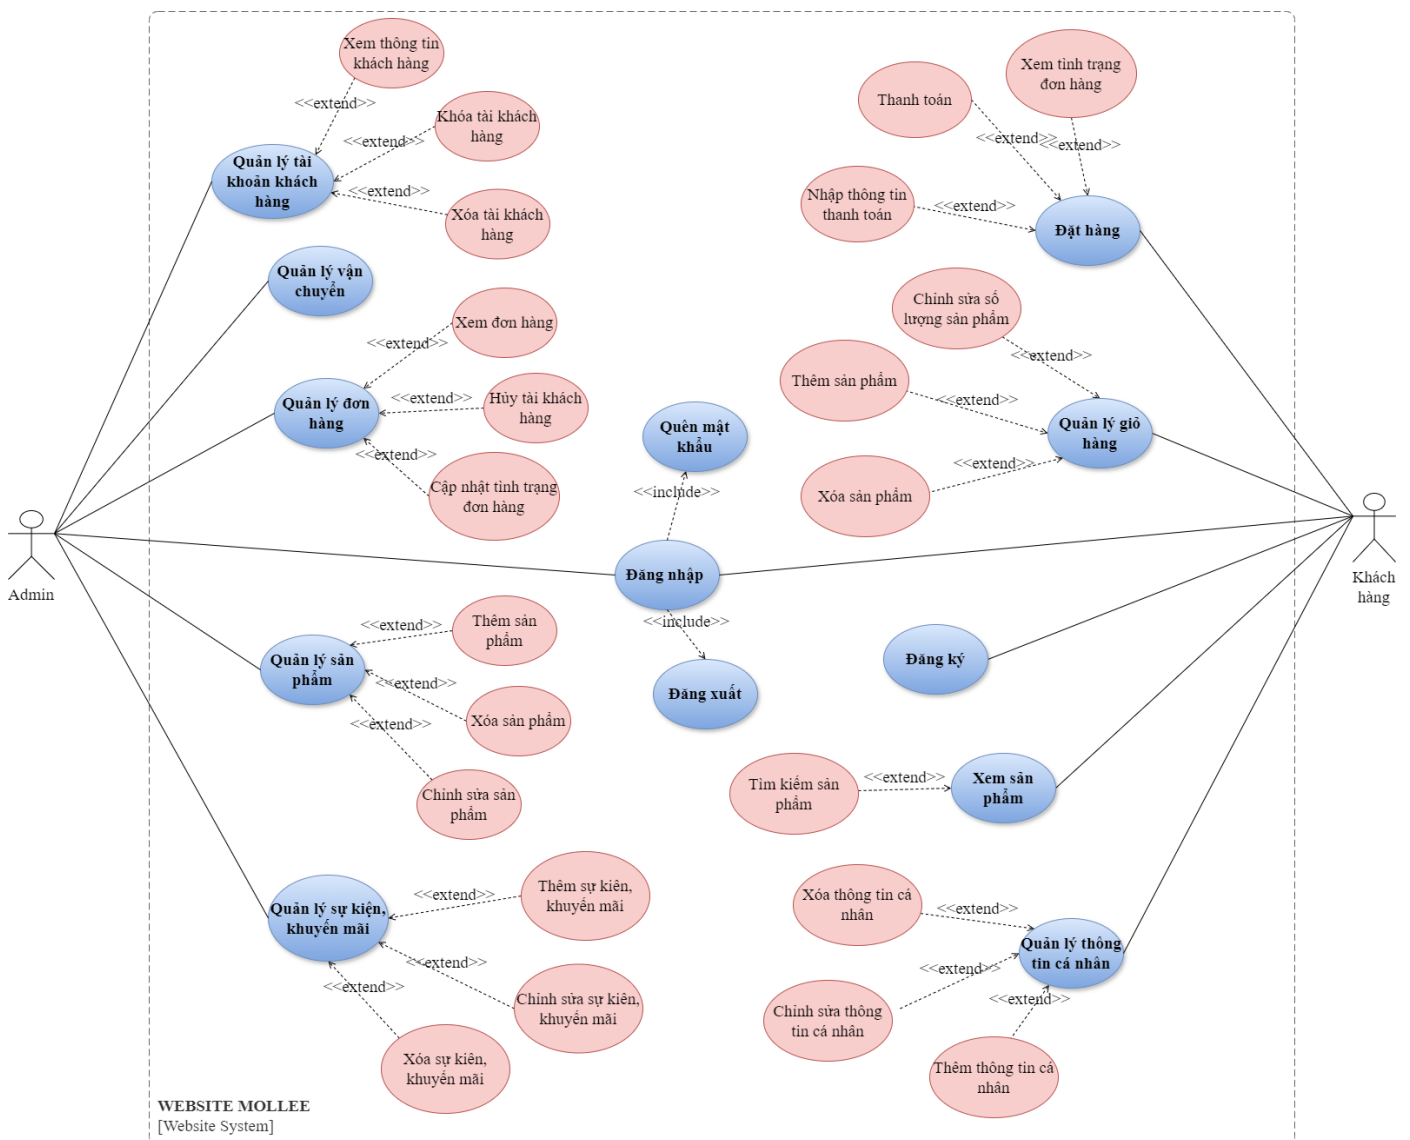 Xem thông tin
khách hàng
<<extend>>
Khóa tài khách
hàng
<<extend>>
Quản lý tài
khoản khách
hàng
<<extend>>
Xóa tài khách
hàng
Quản lý vận
chuyển
Xem đơn hàng
<<extend>>
Quản lý đơn
hàng
<<extend>>
Hủy tài khách
hàng
<<extend>>
Cập nhật tình trạng
đơn hàng
Admin
Thêm sản
phẩm
<<extend>>
Quản lý sản
phẩm
<<extend>>
Xóa sản phẩm
<<extend>>
Chỉnh sửa sản
phẩm
Quản lý sự kiện,
khuyến mãi
<<extend>>
Thêm sự kiên,
khuyến mãi
<<extend>>
Chỉnh sửa sự kiên,
khuyến mãi
<<extend>>
Xóa sự kiên,
khuyến mãi
WEBSITE MOLLEE
[Website System]
Quên mật
khẩu
<<include>>
Đăng nhập
<<include>>
Đăng xuất
Thanh toán
Xem tình trạng
đơn hàng
<<extend>>
<<extend>>
Nhập thông tin
thanh toán
<<extend>>
Đặt hàng
Chỉnh sửa số
lượng sản phẩm
<<extend>>
Thêm sản phẩm
<<extend>>
Quản lý giỏ
hàng
<<extend>>
Xóa sản phẩm
Khách
hàng
Đăng ký
Tìm kiếm sản
phẩm
<<extend>>
Xem sản
phẩm
Xóa thông tin cá
nhân
<<extend>>
Quản lý thông
tin cá nhân
<<extend>>
Chỉnh sửa thông
tin cá nhân
<<extend>>
Thêm thông tin cá
nhân